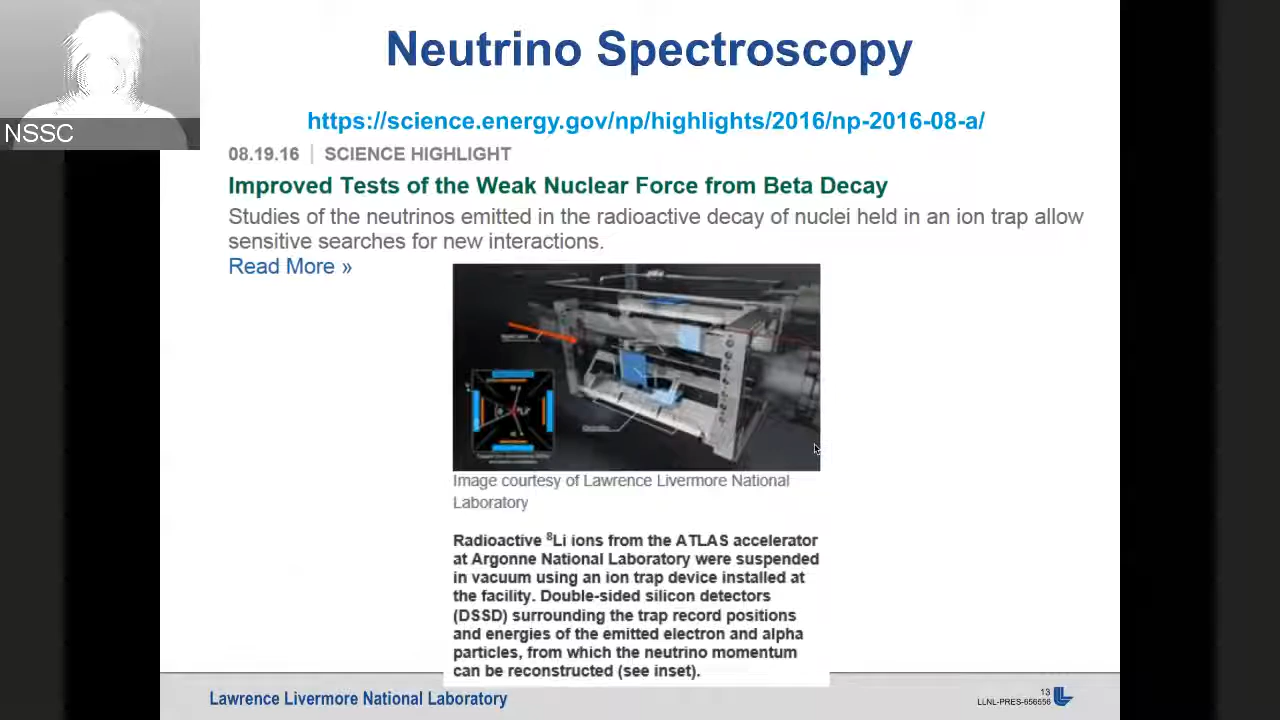 Neutrino Spectroscopy
NSSC
https://science.energy.gov/np/highlights/2016/np-2016-08-a/
08.19.16 | SCIENCE HIGHLIGHT
Improved Tests of the Weak Nuclear Force from Beta Decay
Studies of the neutrinos emitted in the radioactive decay of nuclei held in an ion trap allow
sensitive searches for new interactions.
Read More »
Image courtesy of Lawrence Livermore National
Laboratory
Radioactive ⁸Li ions from the ATLAS accelerator
at Argonne National Laboratory were suspended
in vacuum using an ion trap device installed at
the facility. Double-sided silicon detectors
(DSSD) surrounding the trap record positions
and energies of the emitted electron and alpha
particles, from which the neutrino momentum
can be reconstructed (see inset).
Lawrence Livermore National Laboratory
13
LLNL-PRES-656556